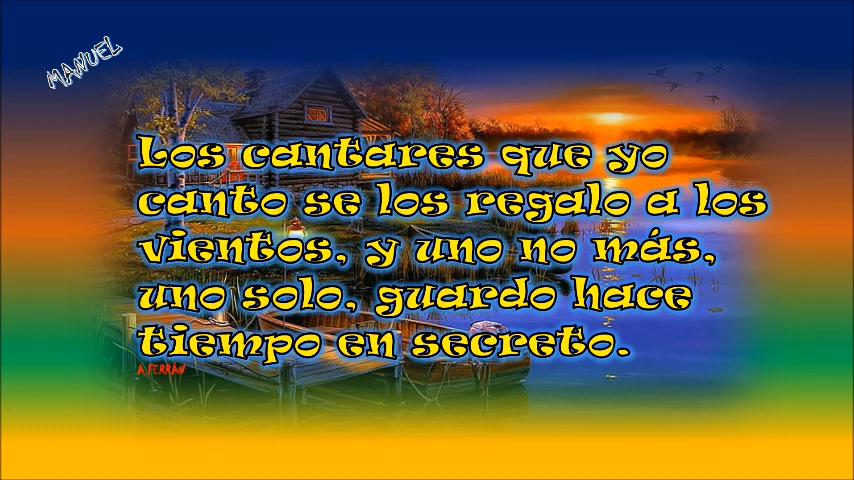 MANUEL
Los cantares que yo
canto se los regalo a los
vientos, y uno no más,
uno solo, guardo hace
tiempo en secreto.
A.FERRÁN